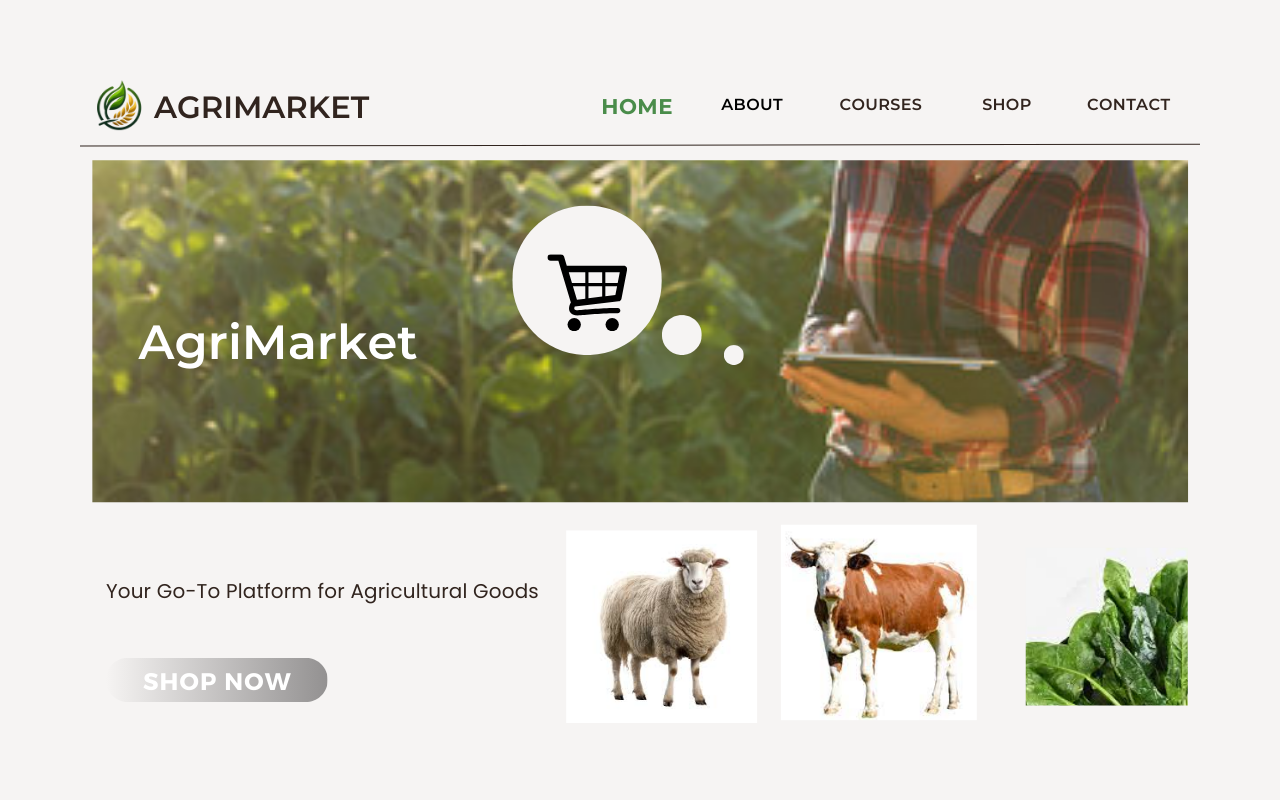 AGRIMARKET
HOME ABOUT COURSES SHOP CONTACT
AgriMarket
Your Go-To Platform for Agricultural Goods
SHOP NOW